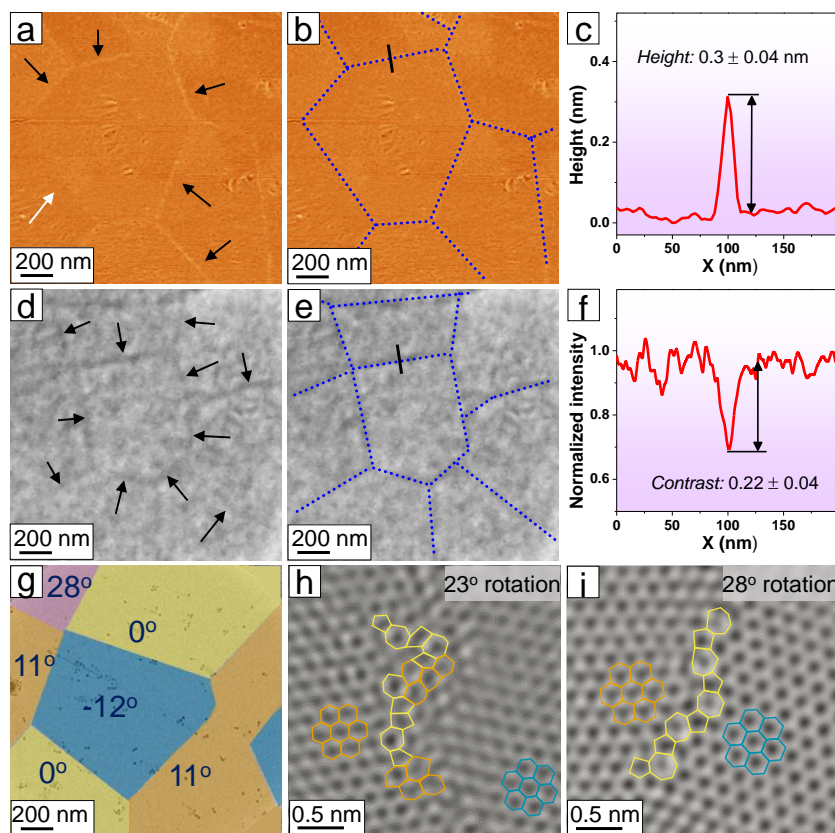 a
200 nm
b
200 nm
c
Height: 0.3 ± 0.04 nm
Height (nm)
0.4
0.2
0.0
0 50 100 150
X (nm)
d
200 nm
e
200 nm
f
Normalized intensity
1.0
0.8
0.6
Contrast: 0.22 ± 0.04
0 50 100 150
X (nm)
g
28°
0°
11°
-12°
0°
11°
200 nm
h
23° rotation
0.5 nm
i
28° rotation
0.5 nm